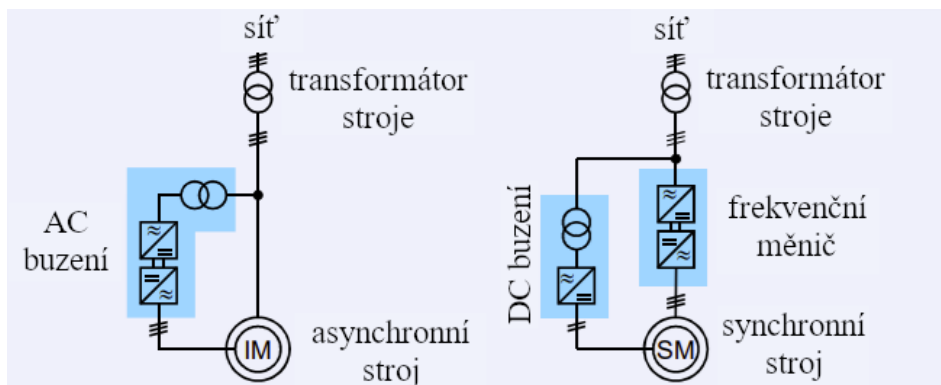 síť
transformátor
stroje
AC
buzení
IM
asynchronní
stroj
síť
transformátor
stroje
DC buzení
frekvenční
měnič
SM
synchronní
stroj